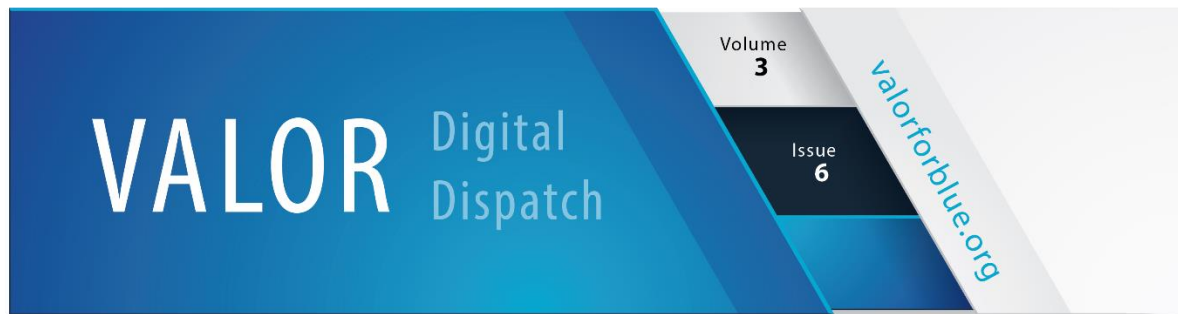 VALOR
Digital
Dispatch
Volume
3
Issue
6
valorforblue.org